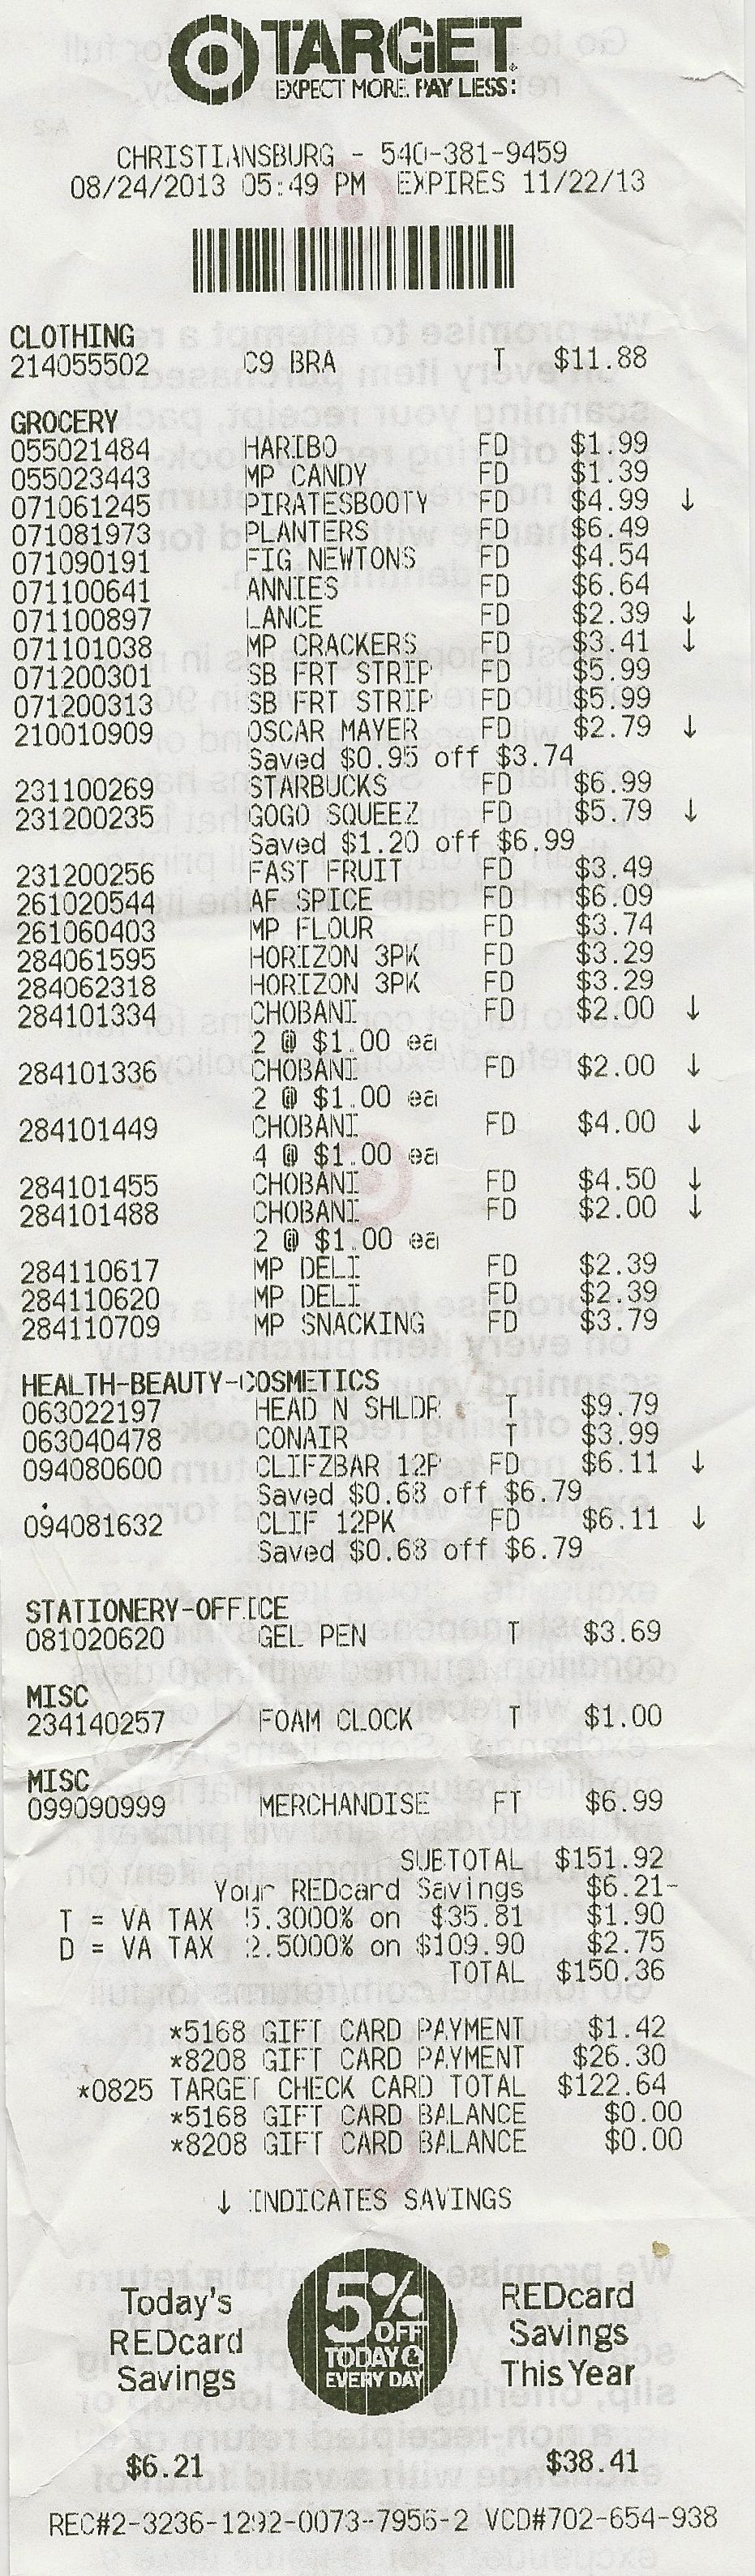 TARGET
EXPECT MORE. PAY LESS.
CHRISTIANSBURG - 540-381-9459
08/24/2013 05:49 PM EXPIRES 11/22/13
CLOTHING
214055502 C9 BRA T $11.88
GROCERY
055021484 HARIBO FD $1.99
055023443 MP CANDY FD $1.39
071061245 PIRATESBOOTY FD $4.99 ↓
071081973 PLANTERS FD $6.49
071090191 FIG NEWTONS FD $4.54
071100641 ANNIES FD $6.64
071100897 LANCE FD $2.39 ↓
071101038 MP CRACKERS FD $3.41 ↓
071200301 SB FRT STRIP FD $5.99
071200313 SB FRT STRIP FD $5.99
210010909 OSCAR MAYER FD $2.79 ↓
Saved $0.95 off $3.74
231100269 STARBUCKS FD $6.99
231200235 GOGO SQUEEZ FD $5.79 ↓
Saved $1.20 off $6.99
231200256 FAST FRUIT FD $3.49
261020544 AF SPICE FD $6.09
261060403 MP FLOUR FD $3.74
284061595 HORIZON 3PK FD $3.29
284062318 HORIZON 3PK FD $3.29
284101334 CHOBANI FD $2.00 ↓
2 @ $1.00 ea
284101336 CHOBANI FD $2.00 ↓
2 @ $1.00 ea
284101449 CHOBANI FD $4.00 ↓
4 @ $1.00 ea
284101455 CHOBANI FD $4.50 ↓
284101488 CHOBANI FD $2.00 ↓
2 @ $1.00 ea
284110617 MP DELI FD $2.39
284110620 MP DELI FD $2.39
284110709 MP SNACKING FD $3.79
HEALTH-BEAUTY-COSMETICS
063022197 HEAD N SHLDR T $9.79
063040478 CONAIR T $3.99
094080600 CLIFZBAR 12P FD $6.11 ↓
Saved $0.68 off $6.79
094081632 CLIF 12PK FD $6.11 ↓
Saved $0.68 off $6.79
STATIONERY-OFFICE
081020620 GEL PEN T $3.69
MISC
234140257 FOAM CLOCK T $1.00
MISC
099090999 MERCHANDISE FT $6.99
SUBTOTAL $151.92
Your REDcard Savings $6.21-
T = VA TAX 5.3000% on $35.81 $1.90
D = VA TAX 2.5000% on $109.90 $2.75
TOTAL $150.36
*5168 GIFT CARD PAYMENT $1.42
*8208 GIFT CARD PAYMENT $26.30
*0825 TARGET CHECK CARD TOTAL $122.64
*5168 GIFT CARD BALANCE $0.00
*8208 GIFT CARD BALANCE $0.00
↓ INDICATES SAVINGS
Today's REDcard Savings
5% OFF TODAY & EVERY DAY
REDcard Savings This Year
$6.21 $38.41
REC#2-3236-1292-0073-7956-2 VCD#702-654-938